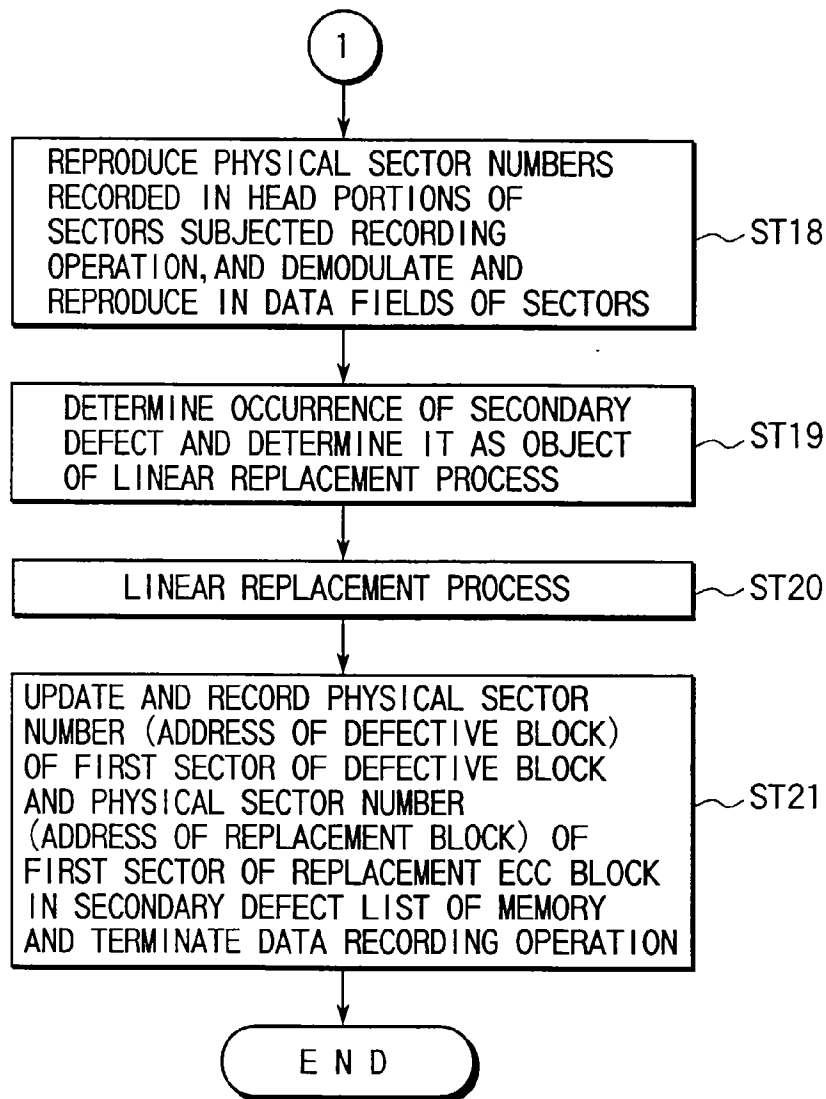 1
REPRODUCE PHYSICAL SECTOR NUMBERS
RECORDED IN HEAD PORTIONS OF
SECTORS SUBJECTED RECORDING
OPERATION, AND DEMODULATE AND
REPRODUCE IN DATA FIELDS OF SECTORS
ST18
DETERMINE OCCURRENCE OF SECONDARY
DEFECT AND DETERMINE IT AS OBJECT
OF LINEAR REPLACEMENT PROCESS
ST19
LINEAR REPLACEMENT PROCESS
ST20
UPDATE AND RECORD PHYSICAL SECTOR
NUMBER (ADDRESS OF DEFECTIVE BLOCK)
OF FIRST SECTOR OF DEFECTIVE BLOCK
AND PHYSICAL SECTOR NUMBER
(ADDRESS OF REPLACEMENT BLOCK) OF
FIRST SECTOR OF REPLACEMENT ECC BLOCK
IN SECONDARY DEFECT LIST OF MEMORY
AND TERMINATE DATA RECORDING OPERATION
ST21
END